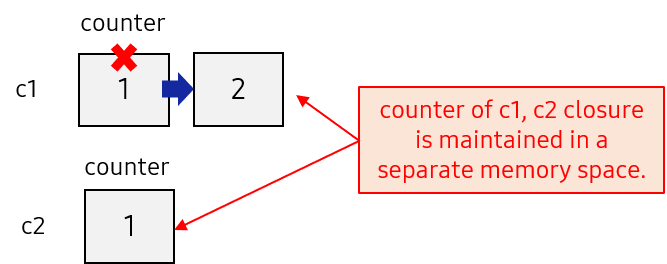 counter
c1
1
2
counter of c1, c2 closure
is maintained in a
separate memory space.
counter
c2
1